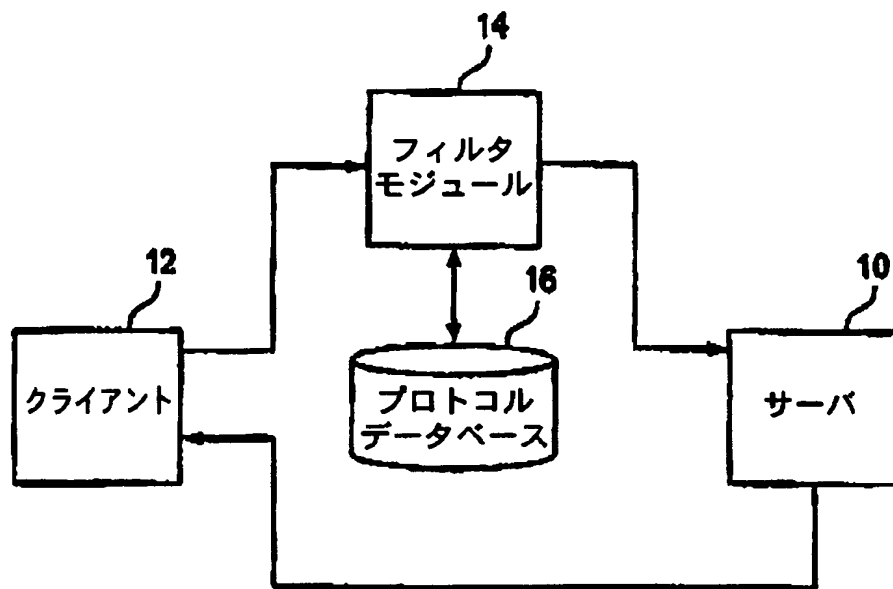 14
フィルタ
モジュール
12
クライアント
16
プロトコル
データベース
10
サーバ